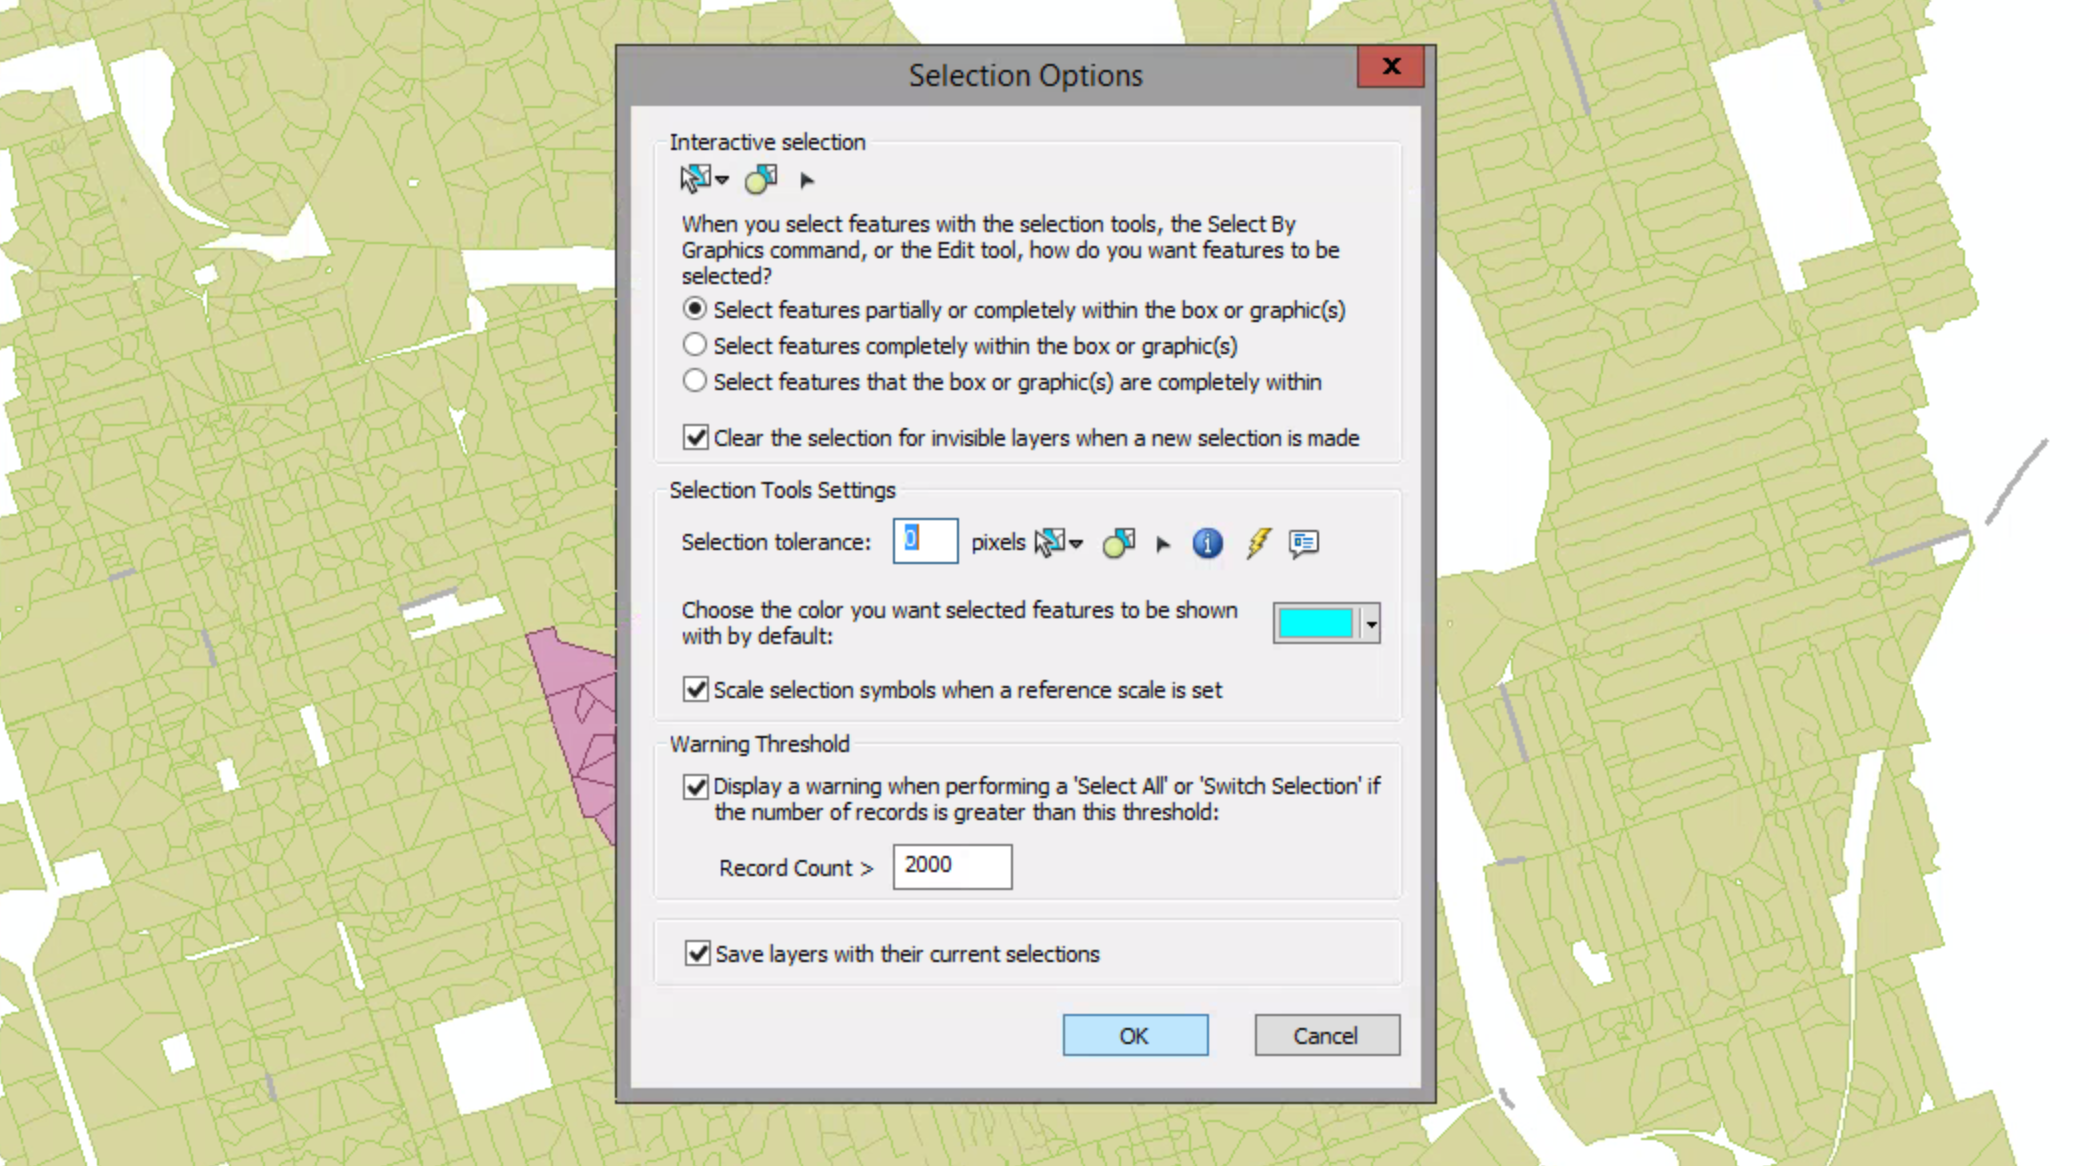 Selection Options
Interactive selection
When you select features with the selection tools, the Select By
Graphics command, or the Edit tool, how do you want features to be
selected?
Select features partially or completely within the box or graphic(s)
Select features completely within the box or graphic(s)
Select features that the box or graphic(s) are completely within
Clear the selection for invisible layers when a new selection is made
Selection Tools Settings
Selection tolerance: 0 pixels
Choose the color you want selected features to be shown
with by default:
Scale selection symbols when a reference scale is set
Warning Threshold
Display a warning when performing a 'Select All' or 'Switch Selection' if
the number of records is greater than this threshold:
Record Count > 2000
Save layers with their current selections
OK Cancel